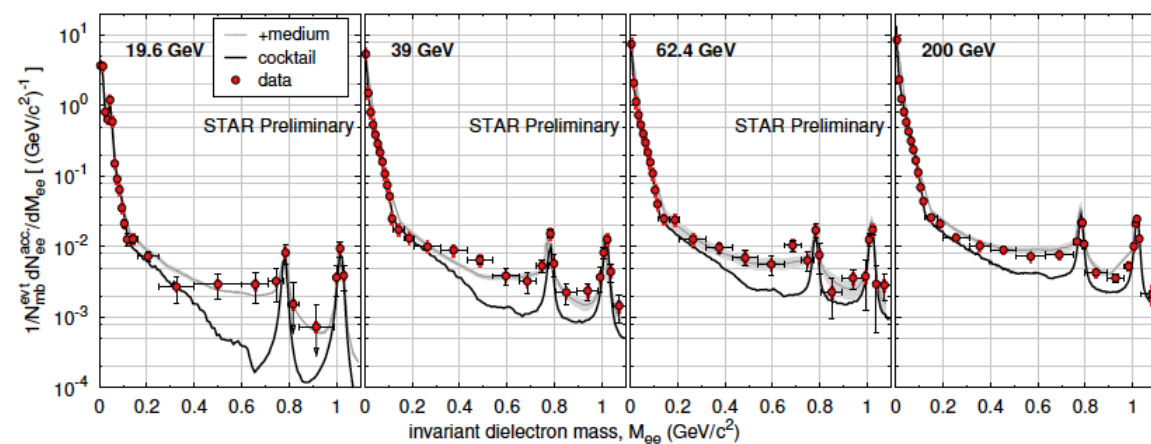 19.6 GeV
+medium
cocktail
data
STAR Preliminary
39 GeV
STAR Preliminary
62.4 GeV
STAR Preliminary
200 GeV
10^1
10^0
10^-1
10^-2
10^-3
10^-4
1/N_mb^evt dN_ee^acc./dM_ee [ (GeV/c^2)^-1 ]
0 0.2 0.4 0.6 0.8 1 0 0.2 0.4 0.6 0.8 1 0 0.2 0.4 0.6 0.8 1 0 0.2 0.4 0.6 0.8 1
invariant dielectron mass, M_ee (GeV/c^2)